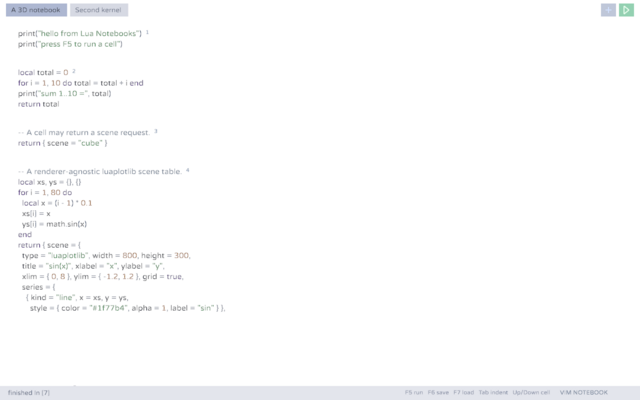 A 3D notebook Second kernel +
print("hello from Lua Notebooks") 1
print("press F5 to run a cell")
local total = 0 2
for i = 1, 10 do total = total + i end
print("sum 1..10 =", total)
return total
-- A cell may return a scene request. 3
return { scene = "cube" }
-- A renderer-agnostic luaplotlib scene table. 4
local xs, ys = {}, {}
for i = 1, 80 do
local x = (i - 1) * 0.1
xs[i] = x
ys[i] = math.sin(x)
end
return { scene = {
type = "luaplotlib", width = 800, height = 300,
title = "sin(x)", xlabel = "x", ylabel = "y",
xlim = { 0, 8 }, ylim = { -1.2, 1.2 }, grid = true,
series = {
{ kind = "line", x = xs, y = ys,
style = { color = "#1f77b4", alpha = 1, label = "sin" } },
finished In [7] F5 run F6 save F7 load Tab indent Up/Down cell VIM NOTEBOOK